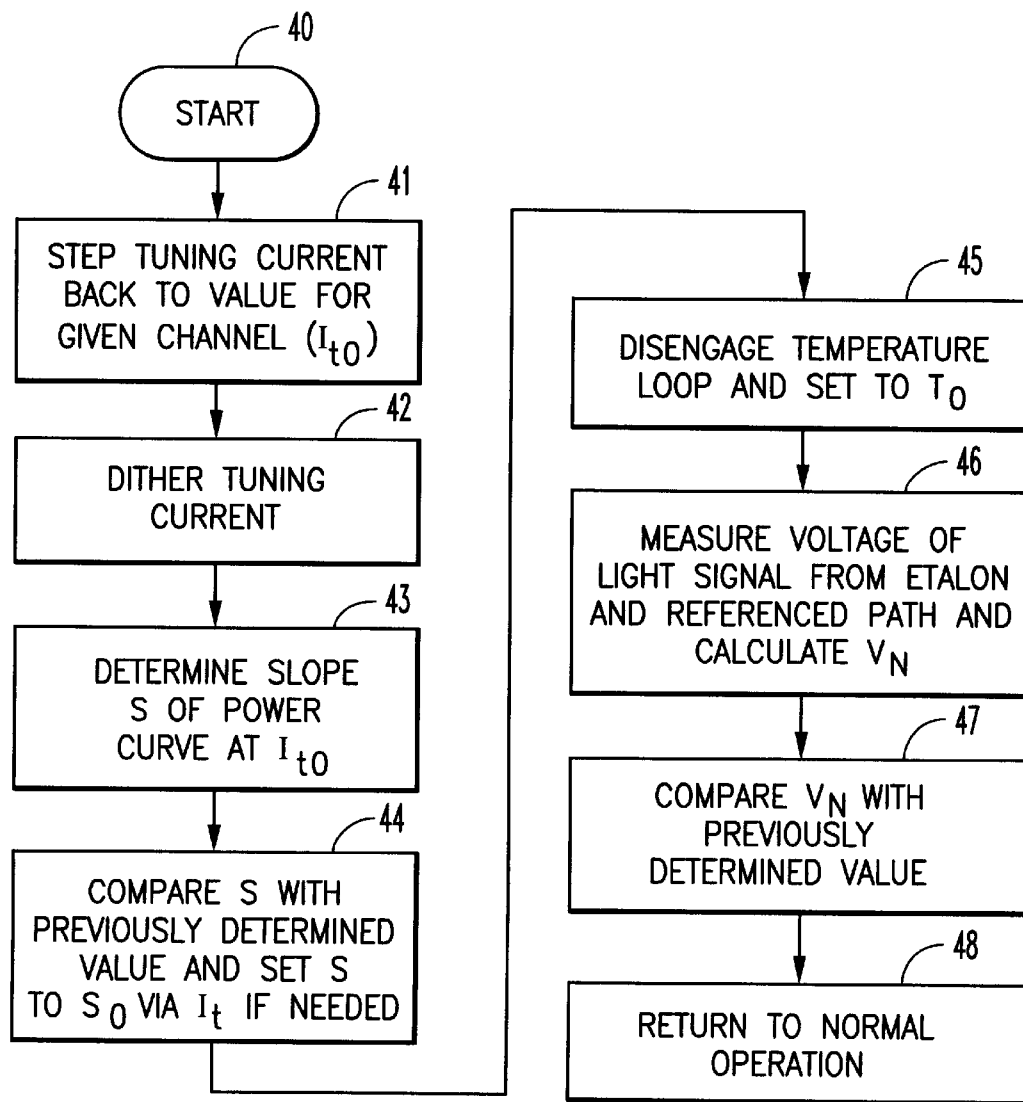 40
START
41
STEP TUNING CURRENT
BACK TO VALUE FOR
GIVEN CHANNEL (It0)
42
DITHER TUNING
CURRENT
43
DETERMINE SLOPE
S OF POWER
CURVE AT It0
44
COMPARE S WITH
PREVIOUSLY DETERMINED
VALUE AND SET S
TO S0 VIA It IF NEEDED
45
DISENGAGE TEMPERATURE
LOOP AND SET TO T0
46
MEASURE VOLTAGE OF
LIGHT SIGNAL FROM ETALON
AND REFERENCED PATH AND
CALCULATE VN
47
COMPARE VN WITH
PREVIOUSLY
DETERMINED VALUE
48
RETURN TO NORMAL
OPERATION